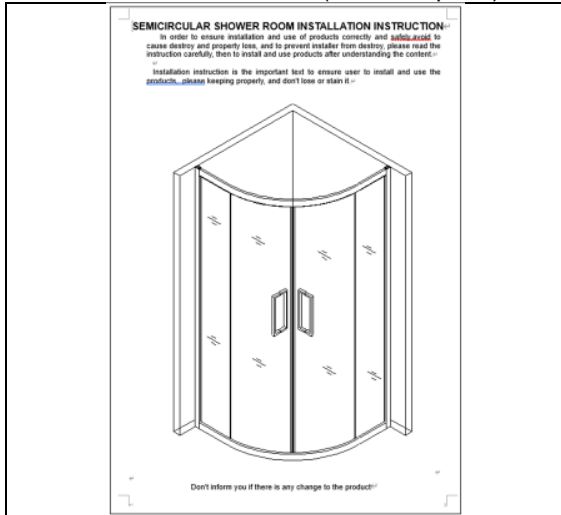 SEMICIRCULAR SHOWER ROOM INSTALLATION INSTRUCTION
In order to ensure installation and use of products correctly and safely,avoid to
cause destroy and property loss, and to prevent installer from destroy, please read the
instruction carefully, then to install and use products after understanding the content.
Installation instruction is the important text to ensure user to install and use the
products, please keeping properly, and don't lose or stain it.
Don't inform you if there is any change to the product